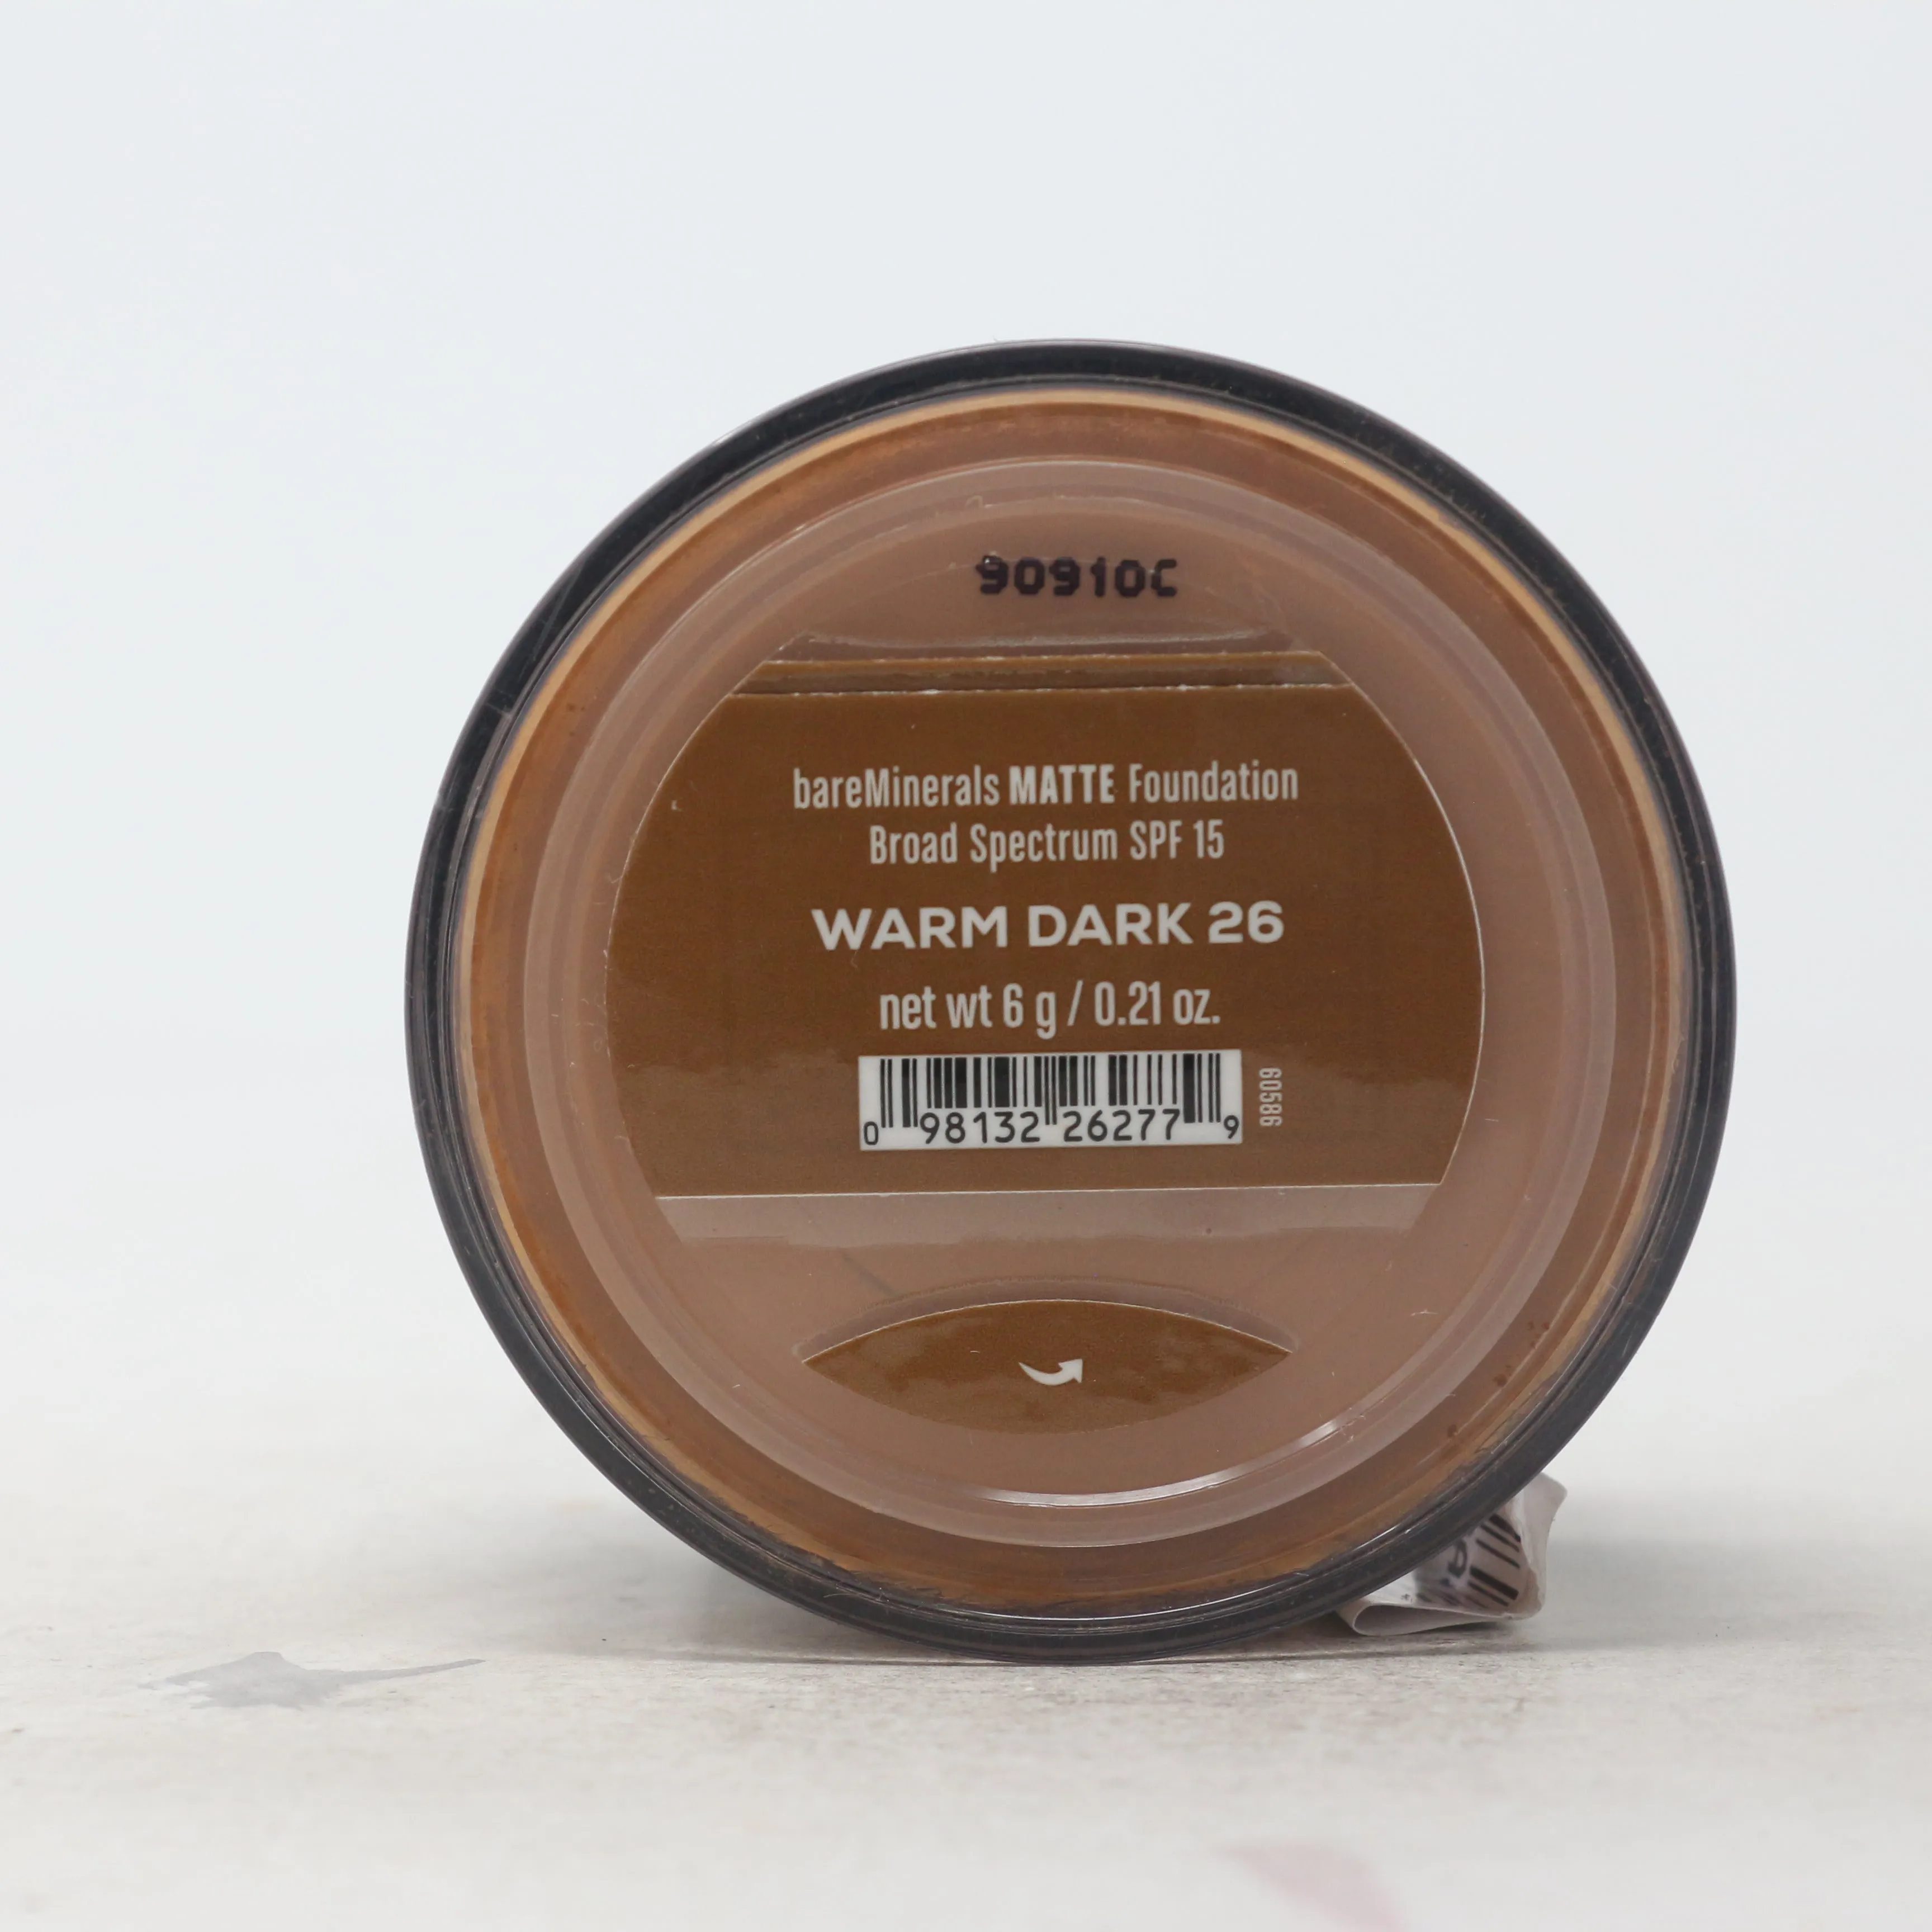 90910C
bareMinerals MATTE Foundation
Broad Spectrum SPF 15
WARM DARK 26
net wt 6 g / 0.21 oz.
0 98132 26277 9
60586